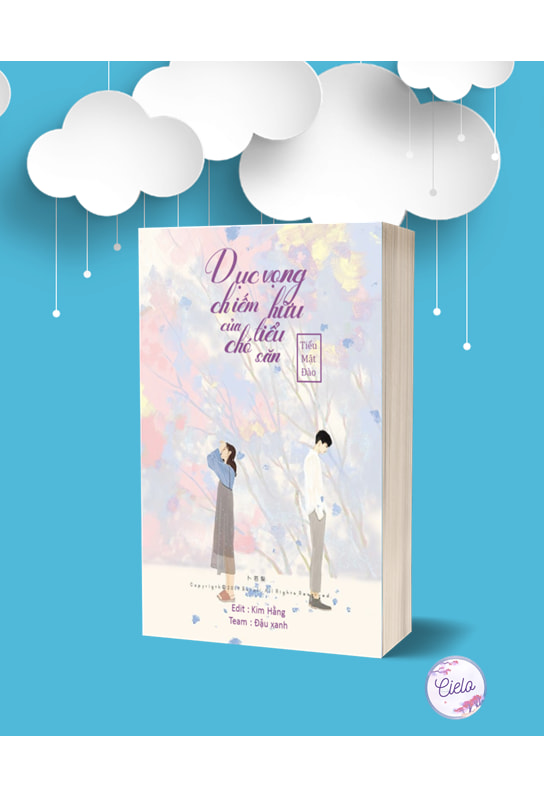 Dục vọng
chiếm hữu
của tiểu
chó săn
Tiểu
Mật
Đào
Edit : Kim Hằng
Team : Đậu xanh
Cielo